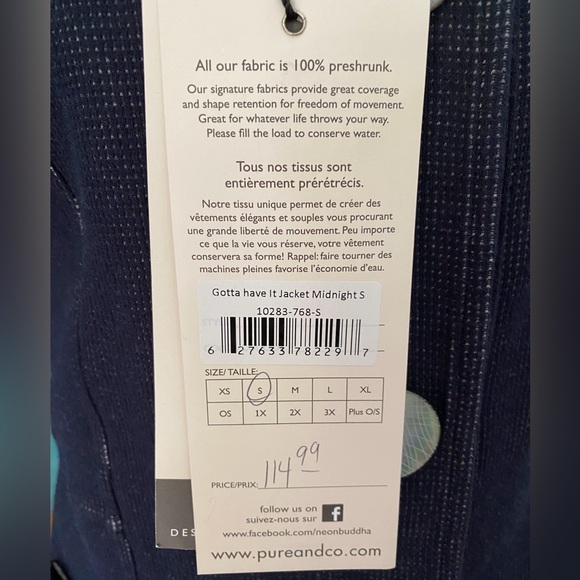 All our fabric is 100% preshrunk.
Our signature fabrics provide great coverage
and shape retention for freedom of movement.
Great for whatever life throws your way.
Please fill the load to conserve water.
Tous nos tissus sont
entièrement prérétrécis.
Notre tissu unique permet de créer des
vêtements élégants et souples vous procurant
une grande liberté de mouvement. Peu importe
ce que la vie vous réserve, votre vêtement
conservera sa forme! Rappel: faire tourner des
machines pleines favorise l'économie d'eau.
Gotta have It Jacket Midnight S
10283-768-S
6 27633 78229 7
SIZE/ TAILLE:
XS S M L XL
OS 1X 2X 3X Plus O/S
114.99
PRICE/PRIX:
follow us on
suivez-nous sur f
www.facebook.com/neonbuddha
DES
www.pureandco.com